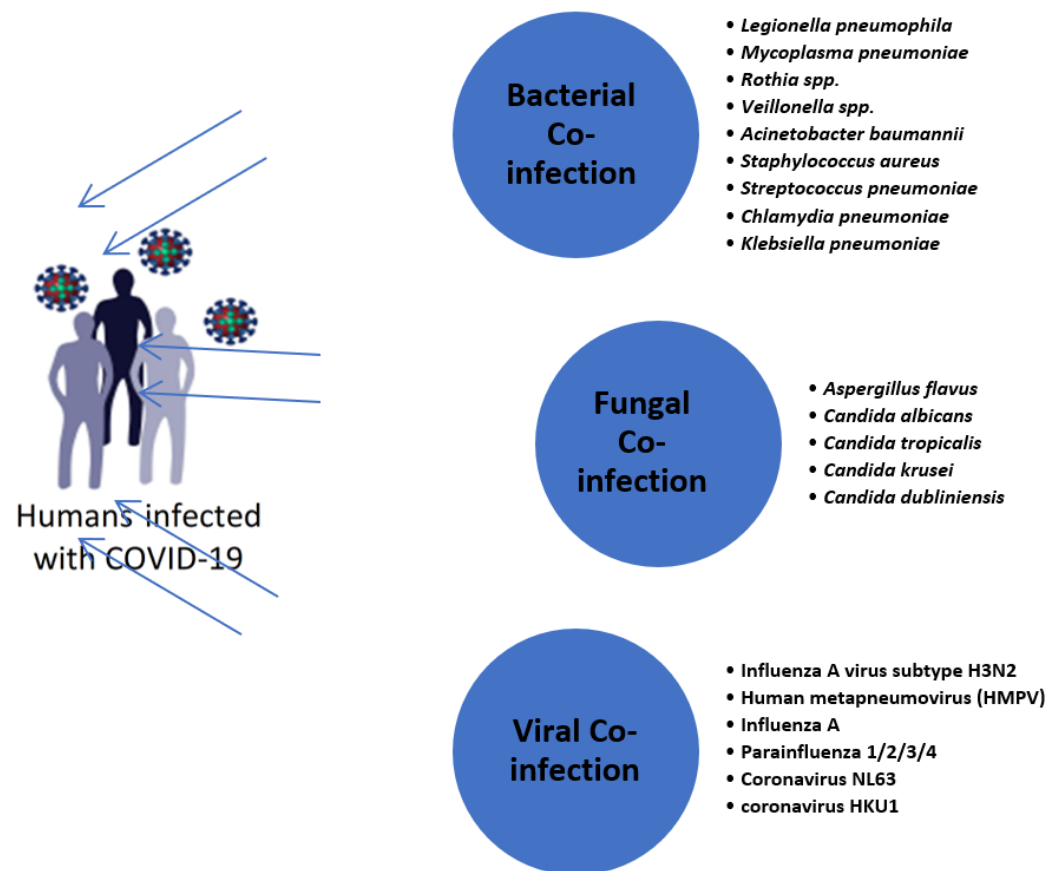 Bacterial
Co-
infection
• Legionella pneumophila
• Mycoplasma pneumoniae
• Rothia spp.
• Veillonella spp.
• Acinetobacter baumannii
• Staphylococcus aureus
• Streptococcus pneumoniae
• Chlamydia pneumoniae
• Klebsiella pneumoniae
Humans infected
with COVID-19
Fungal
Co-
infection
• Aspergillus flavus
• Candida albicans
• Candida tropicalis
• Candida krusei
• Candida dubliniensis
Viral Co-
infection
• Influenza A virus subtype H3N2
• Human metapneumovirus (HMPV)
• Influenza A
• Parainfluenza 1/2/3/4
• Coronavirus NL63
• coronavirus HKU1